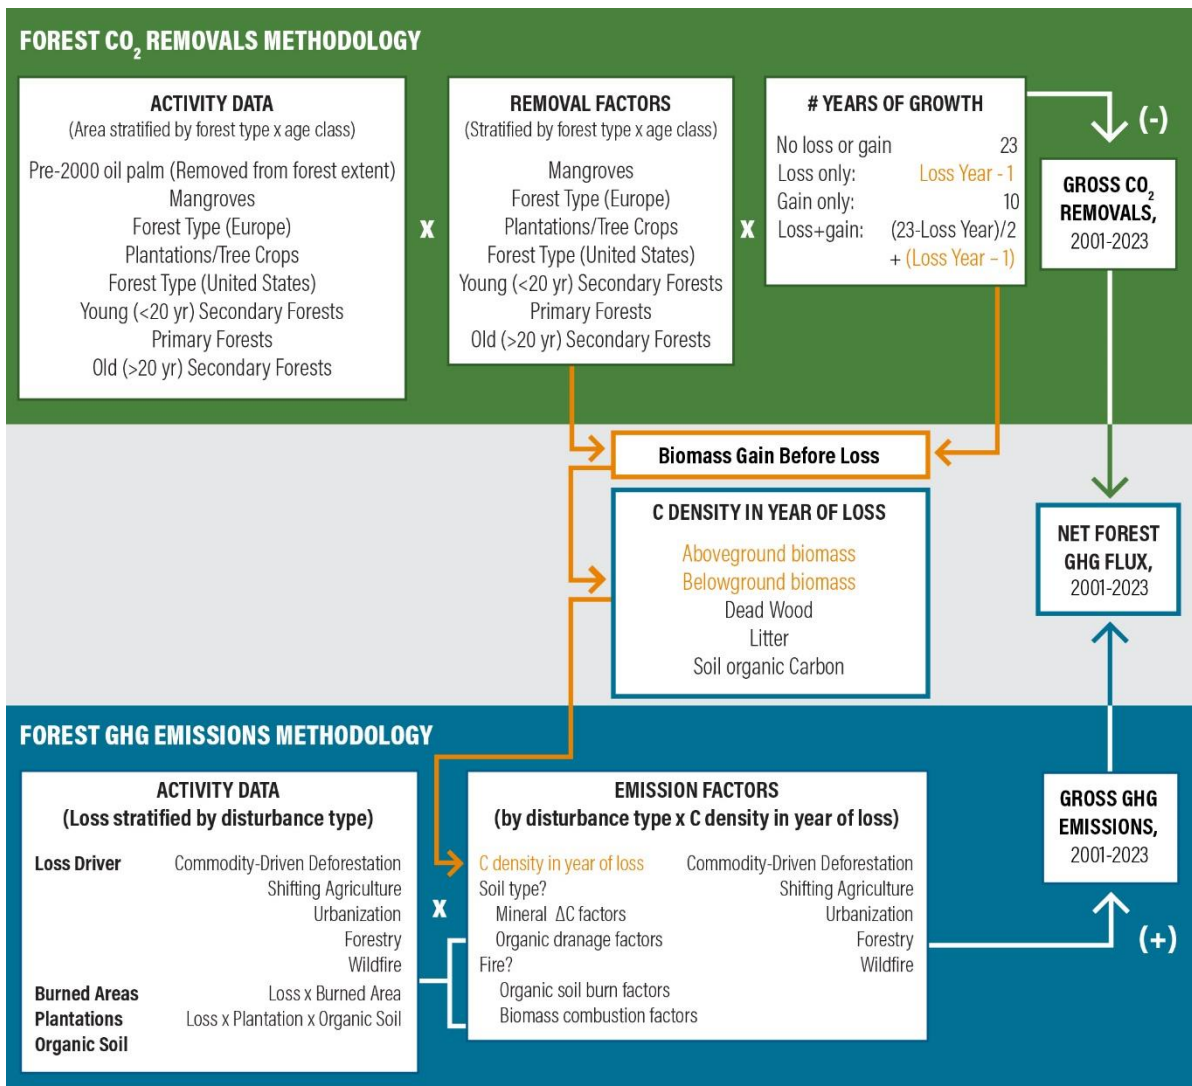 FOREST CO₂ REMOVALS METHODOLOGY
ACTIVITY DATA
(Area stratified by forest type x age class)
Pre-2000 oil palm (Removed from forest extent)
Mangroves
Forest Type (Europe)
Plantations/Tree Crops
Forest Type (United States)
Young (<20 yr) Secondary Forests
Primary Forests
Old (>20 yr) Secondary Forests
x
REMOVAL FACTORS
(Stratified by forest type x age class)
Mangroves
Forest Type (Europe)
Plantations/Tree Crops
Forest Type (United States)
Young (<20 yr) Secondary Forests
Primary Forests
Old (>20 yr) Secondary Forests
x
# YEARS OF GROWTH
No loss or gain 23
Loss only: Loss Year - 1
Gain only: 10
Loss+gain: (23-Loss Year)/2
+ (Loss Year – 1)
(-)
GROSS CO₂
REMOVALS,
2001-2023
Biomass Gain Before Loss
C DENSITY IN YEAR OF LOSS
Aboveground biomass
Belowground biomass
Dead Wood
Litter
Soil organic Carbon
NET FOREST
GHG FLUX,
2001-2023
FOREST GHG EMISSIONS METHODOLOGY
ACTIVITY DATA
(Loss stratified by disturbance type)
Loss Driver Commodity-Driven Deforestation
Shifting Agriculture
Urbanization
Forestry
Wildfire
Burned Areas Loss x Burned Area
Plantations Loss x Plantation x Organic Soil
Organic Soil
x
EMISSION FACTORS
(by disturbance type x C density in year of loss)
C density in year of loss Commodity-Driven Deforestation
Soil type? Shifting Agriculture
Mineral ΔC factors Urbanization
Organic dranage factors Forestry
Fire? Wildfire
Organic soil burn factors
Biomass combustion factors
GROSS GHG
EMISSIONS,
2001-2023
(+)